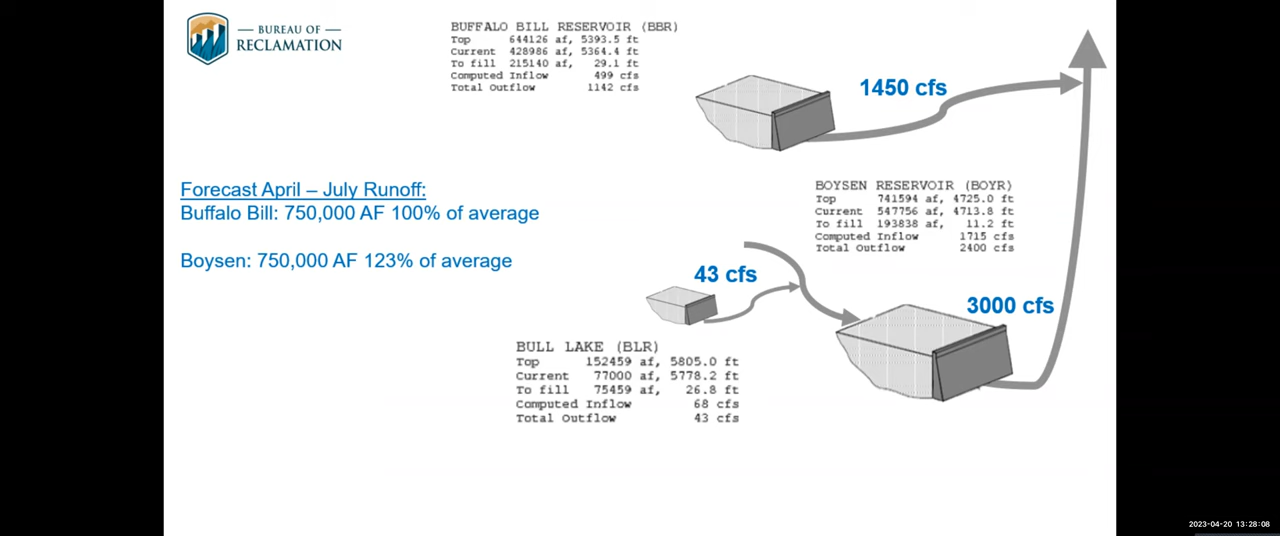 BUREAU OF
RECLAMATION
BUFFALO BILL RESERVOIR (BBR)
Top 644126 af, 5393.5 ft
Current 428986 af, 5364.4 ft
To fill 215140 af, 29.1 ft
Computed Inflow 499 cfs
Total Outflow 1142 cfs
1450 cfs
Forecast April – July Runoff:
Buffalo Bill: 750,000 AF 100% of average
Boysen: 750,000 AF 123% of average
BOYSEN RESERVOIR (BOYR)
Top 741594 af, 4725.0 ft
Current 547756 af, 4713.8 ft
To fill 193838 af, 11.2 ft
Computed Inflow 1715 cfs
Total Outflow 2400 cfs
43 cfs
3000 cfs
BULL LAKE (BLR)
Top 152459 af, 5805.0 ft
Current 77000 af, 5778.2 ft
To fill 75459 af, 26.8 ft
Computed Inflow 68 cfs
Total Outflow 43 cfs
2023-04-20 13:28:08